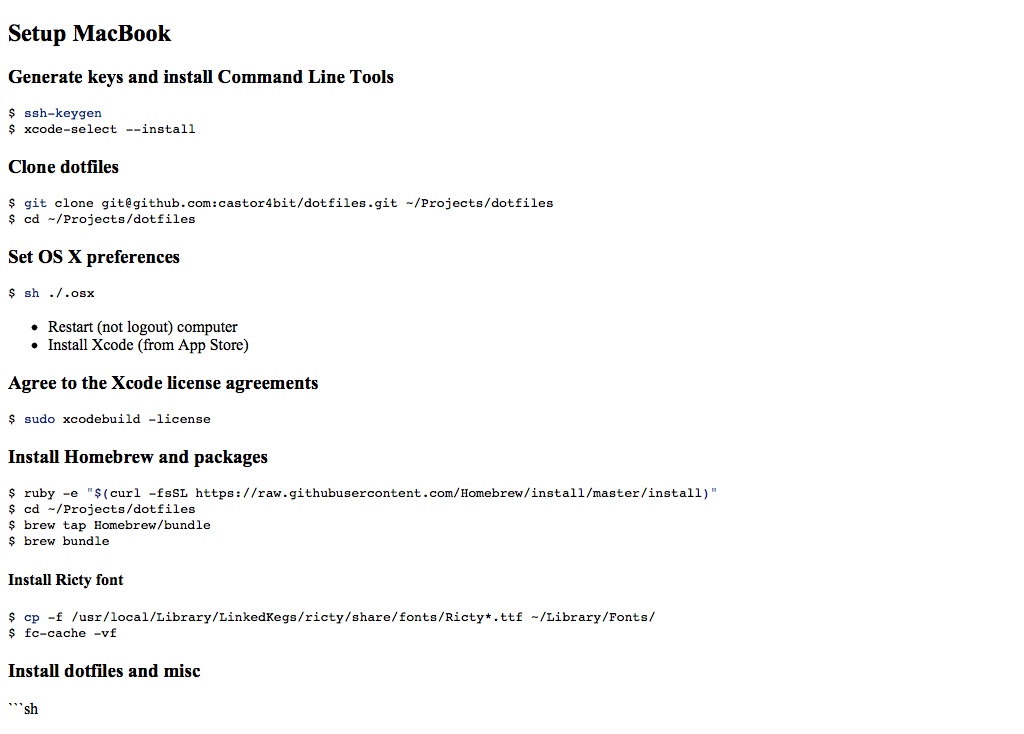 Setup MacBook
Generate keys and install Command Line Tools
$ ssh-keygen
$ xcode-select --install
Clone dotfiles
$ git clone git@github.com:castor4bit/dotfiles.git ~/Projects/dotfiles
$ cd ~/Projects/dotfiles
Set OS X preferences
$ sh ./.osx
• Restart (not logout) computer
• Install Xcode (from App Store)
Agree to the Xcode license agreements
$ sudo xcodebuild -license
Install Homebrew and packages
$ ruby -e "$(curl -fsSL https://raw.githubusercontent.com/Homebrew/install/master/install)"
$ cd ~/Projects/dotfiles
$ brew tap Homebrew/bundle
$ brew bundle
Install Ricty font
$ cp -f /usr/local/Library/LinkedKegs/ricty/share/fonts/Ricty*.ttf ~/Library/Fonts/
$ fc-cache -vf
Install dotfiles and misc
```sh